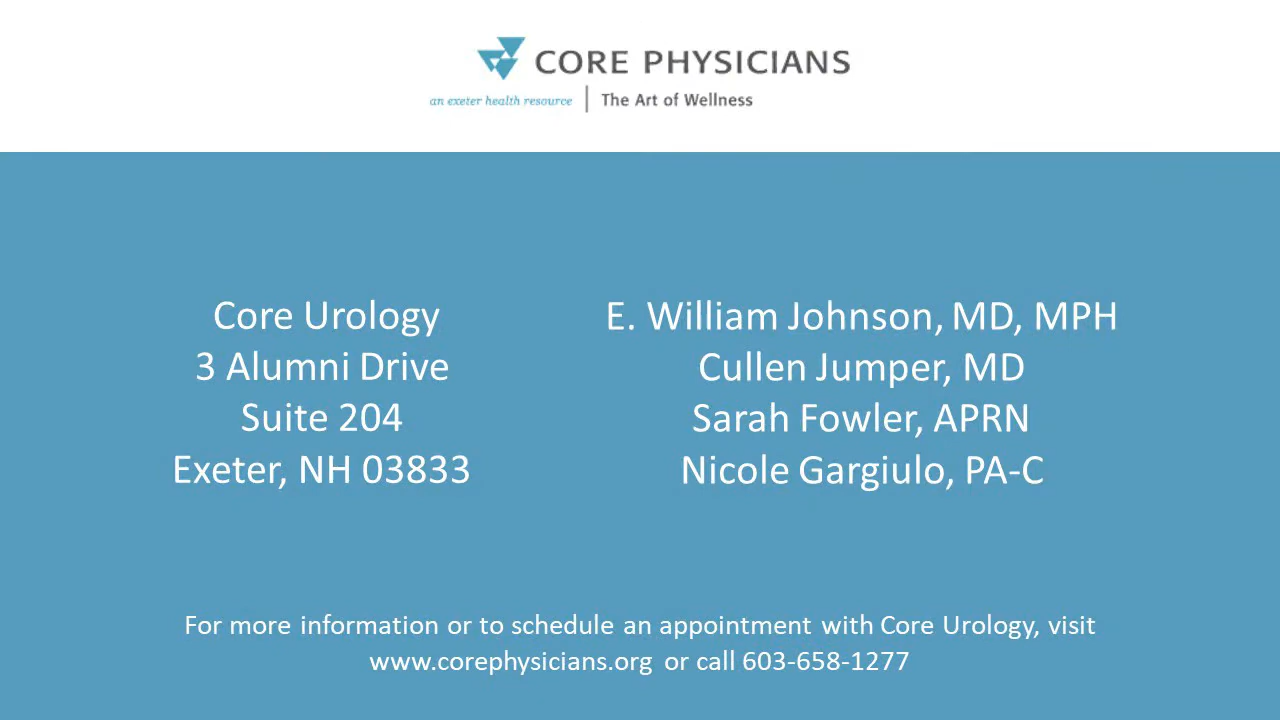 CORE PHYSICIANS
an exeter health resource | The Art of Wellness
Core Urology
3 Alumni Drive
Suite 204
Exeter, NH 03833
E. William Johnson, MD, MPH
Cullen Jumper, MD
Sarah Fowler, APRN
Nicole Gargiulo, PA-C
For more information or to schedule an appointment with Core Urology, visit
www.corephysicians.org or call 603-658-1277